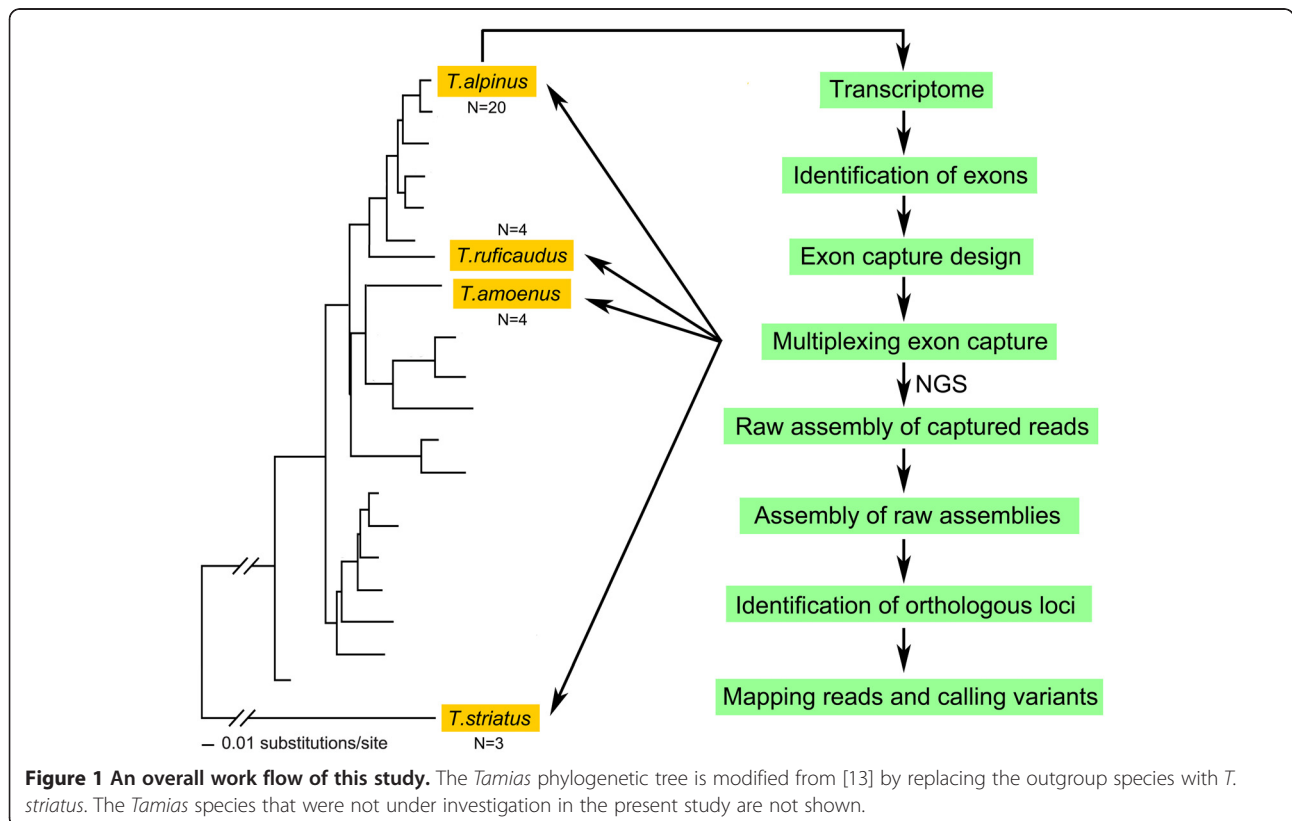 T.alpinus
N=20
N=4
T.ruficaudus
T.amoenus
N=4
T.striatus
N=3
0.01 substitutions/site
Transcriptome
Identification of exons
Exon capture design
Multiplexing exon capture
NGS
Raw assembly of captured reads
Assembly of raw assemblies
Identification of orthologous loci
Mapping reads and calling variants
Figure 1 An overall work flow of this study. The Tamias phylogenetic tree is modified from [13] by replacing the outgroup species with T.
striatus. The Tamias species that were not under investigation in the present study are not shown.